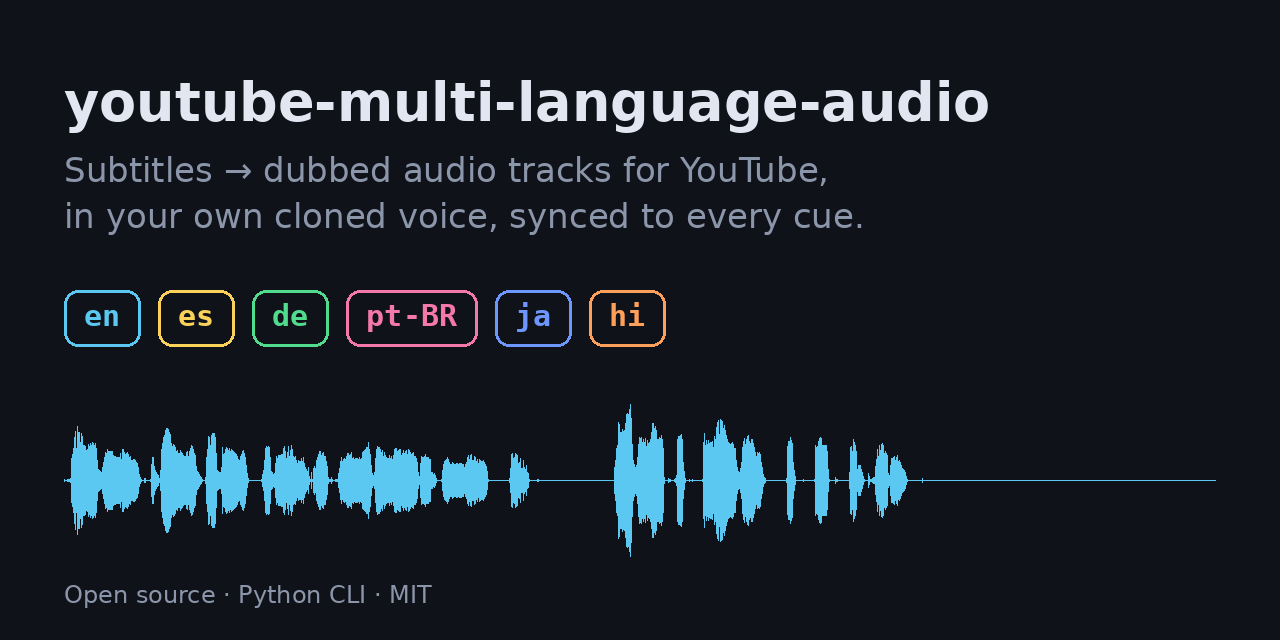 youtube-multi-language-audio
Subtitles → dubbed audio tracks for YouTube,
in your own cloned voice, synced to every cue.
en es de pt-BR ja hi
Open source · Python CLI · MIT